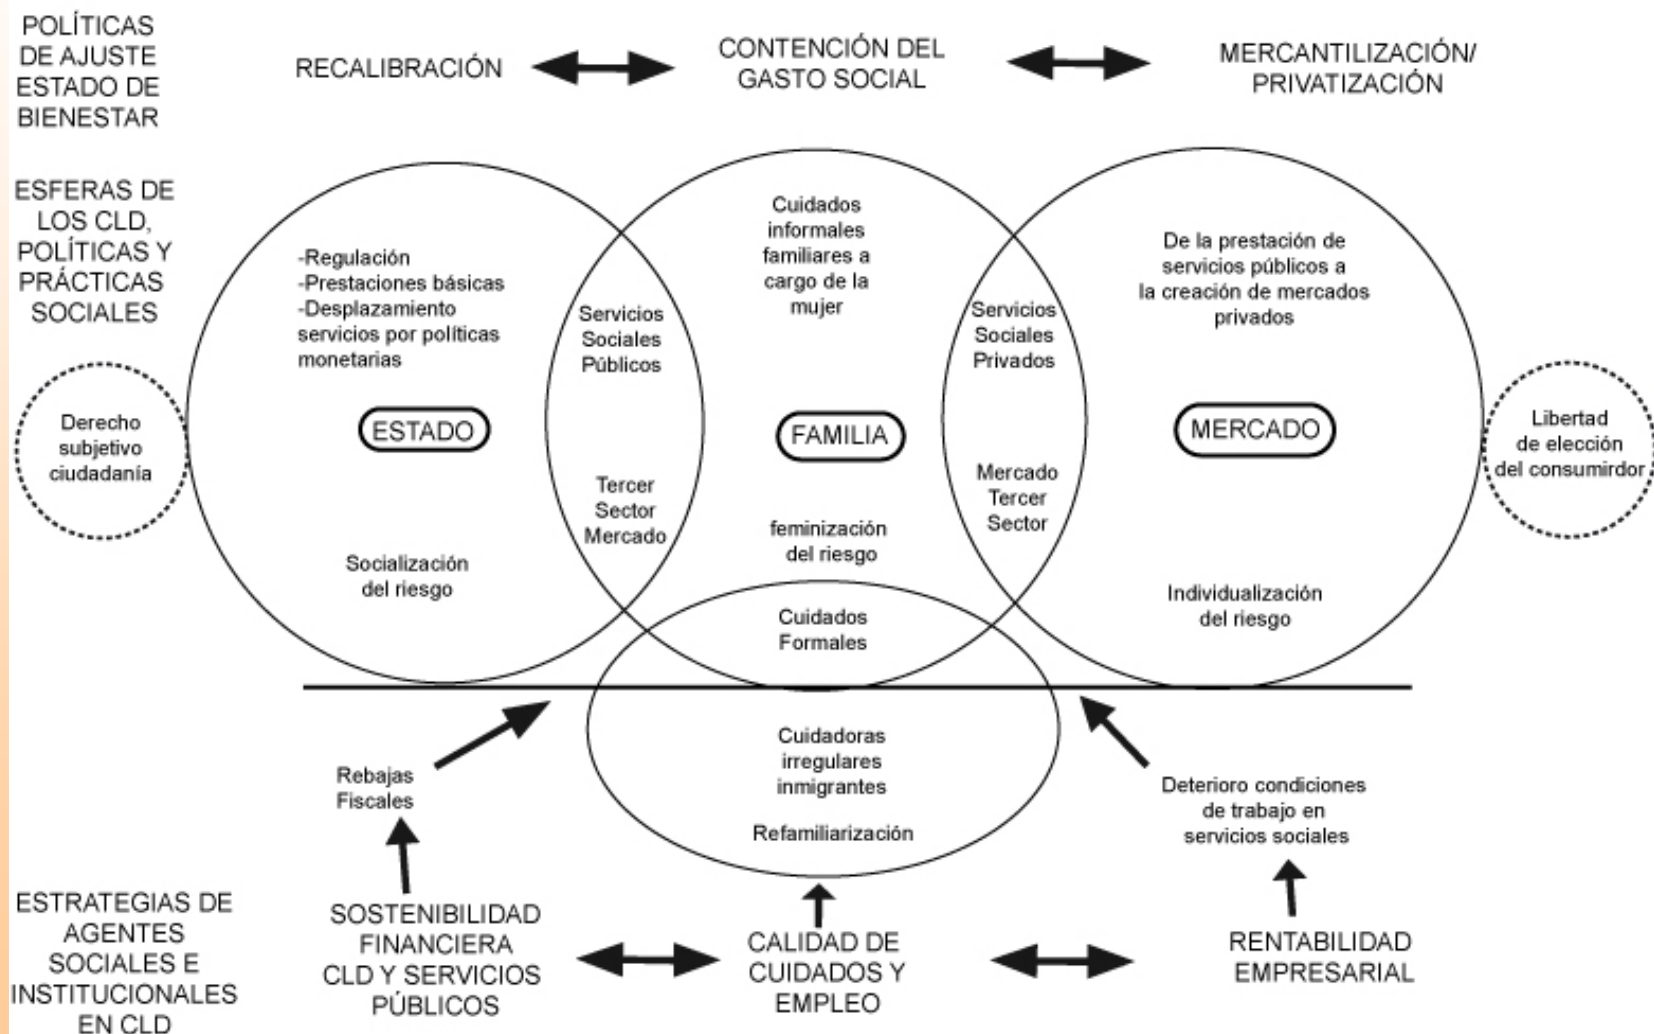 POLÍTICAS
DE AJUSTE
ESTADO DE
BIENESTAR
RECALIBRACIÓN
CONTENCIÓN DEL
GASTO SOCIAL
MERCANTILIZACIÓN/
PRIVATIZACIÓN
ESFERAS DE
LOS CLD,
POLÍTICAS Y
PRÁCTICAS
SOCIALES
-Regulación
-Prestaciones básicas
-Desplazamiento
servicios por políticas
monetarias
Servicios
Sociales
Públicos
Cuidados
informales
familiares a
cargo de la
mujer
Servicios
Sociales
Privados
De la prestación de
servicios públicos a
la creación de mercados
privados
Derecho
subjetivo
ciudadanía
ESTADO
FAMILIA
MERCADO
Libertad
de elección
del consumirdor
Tercer
Sector
Mercado
Mercado
Tercer
Sector
Socialización
del riesgo
feminización
del riesgo
Individualización
del riesgo
Cuidados
Formales
Cuidadoras
irregulares
inmigrantes
Refamiliarización
Rebajas
Fiscales
Deterioro condiciones
de trabajo en
servicios sociales
ESTRATEGIAS DE
AGENTES
SOCIALES E
INSTITUCIONALES
EN CLD
SOSTENIBILIDAD
FINANCIERA
CLD Y SERVICIOS
PÚBLICOS
CALIDAD DE
CUIDADOS Y
EMPLEO
RENTABILIDAD
EMPRESARIAL